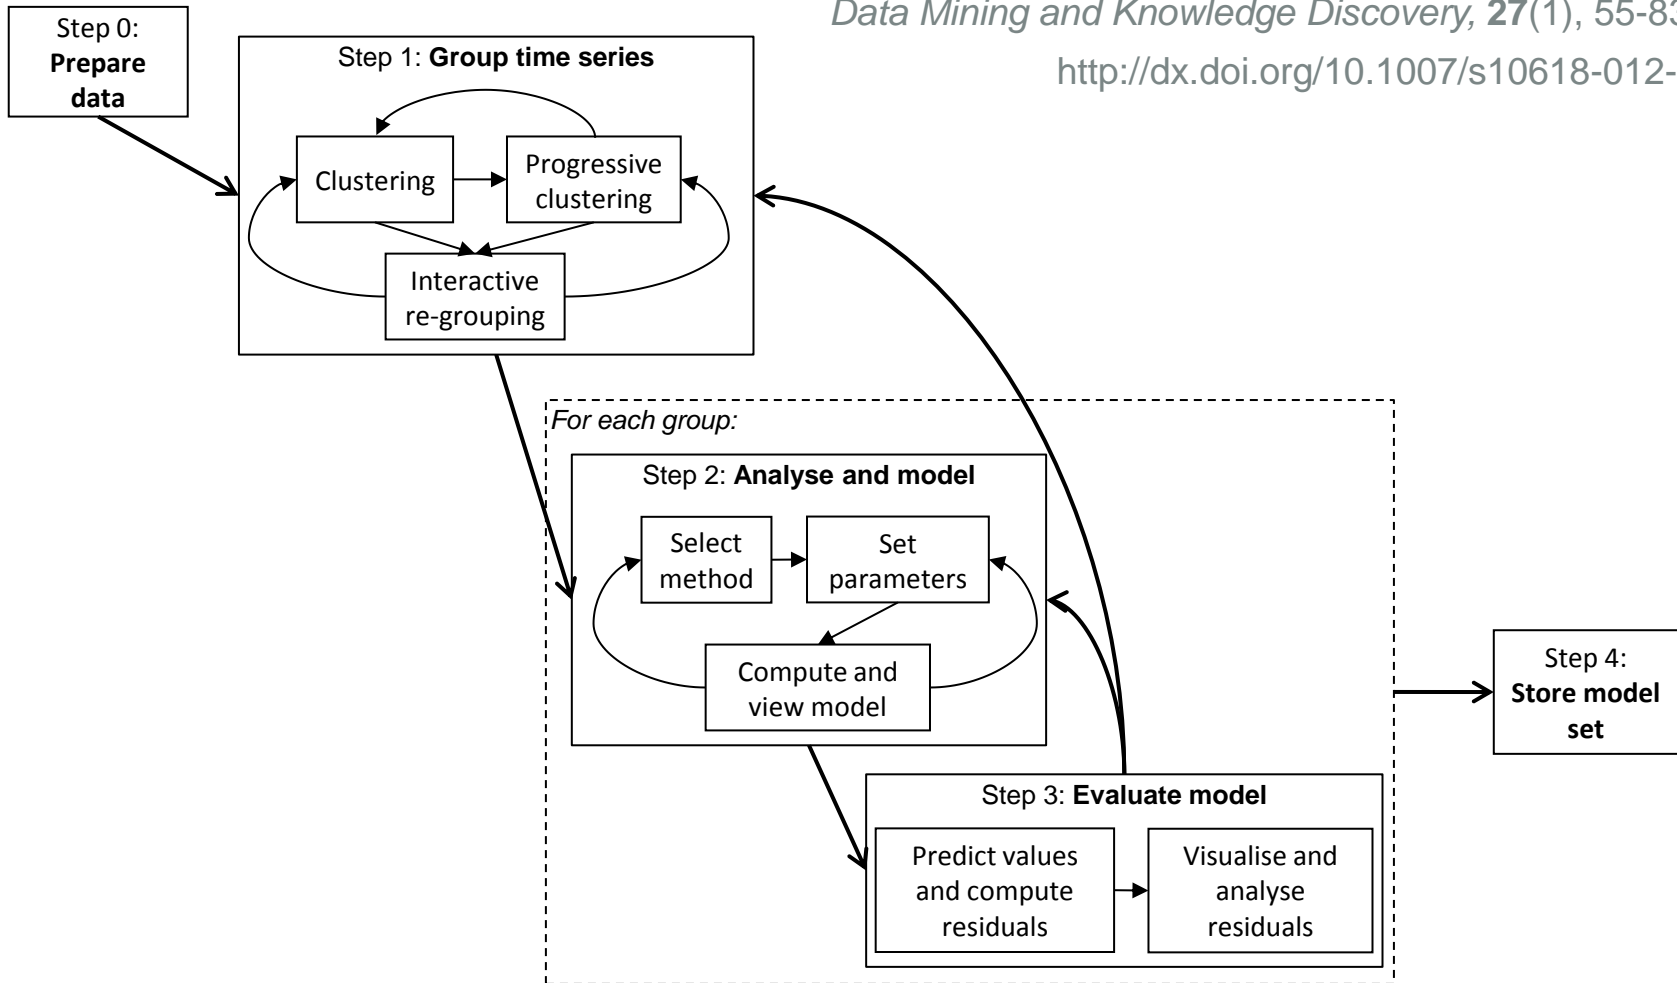 Data Mining and Knowledge Discovery, 27(1), 55-83
http://dx.doi.org/10.1007/s10618-012-
Step 0:
Prepare
data
Step 1: Group time series
Clustering
Progressive
clustering
Interactive
re-grouping
For each group:
Step 2: Analyse and model
Select
method
Set
parameters
Compute and
view model
Step 3: Evaluate model
Predict values
and compute
residuals
Visualise and
analyse
residuals
Step 4:
Store model
set